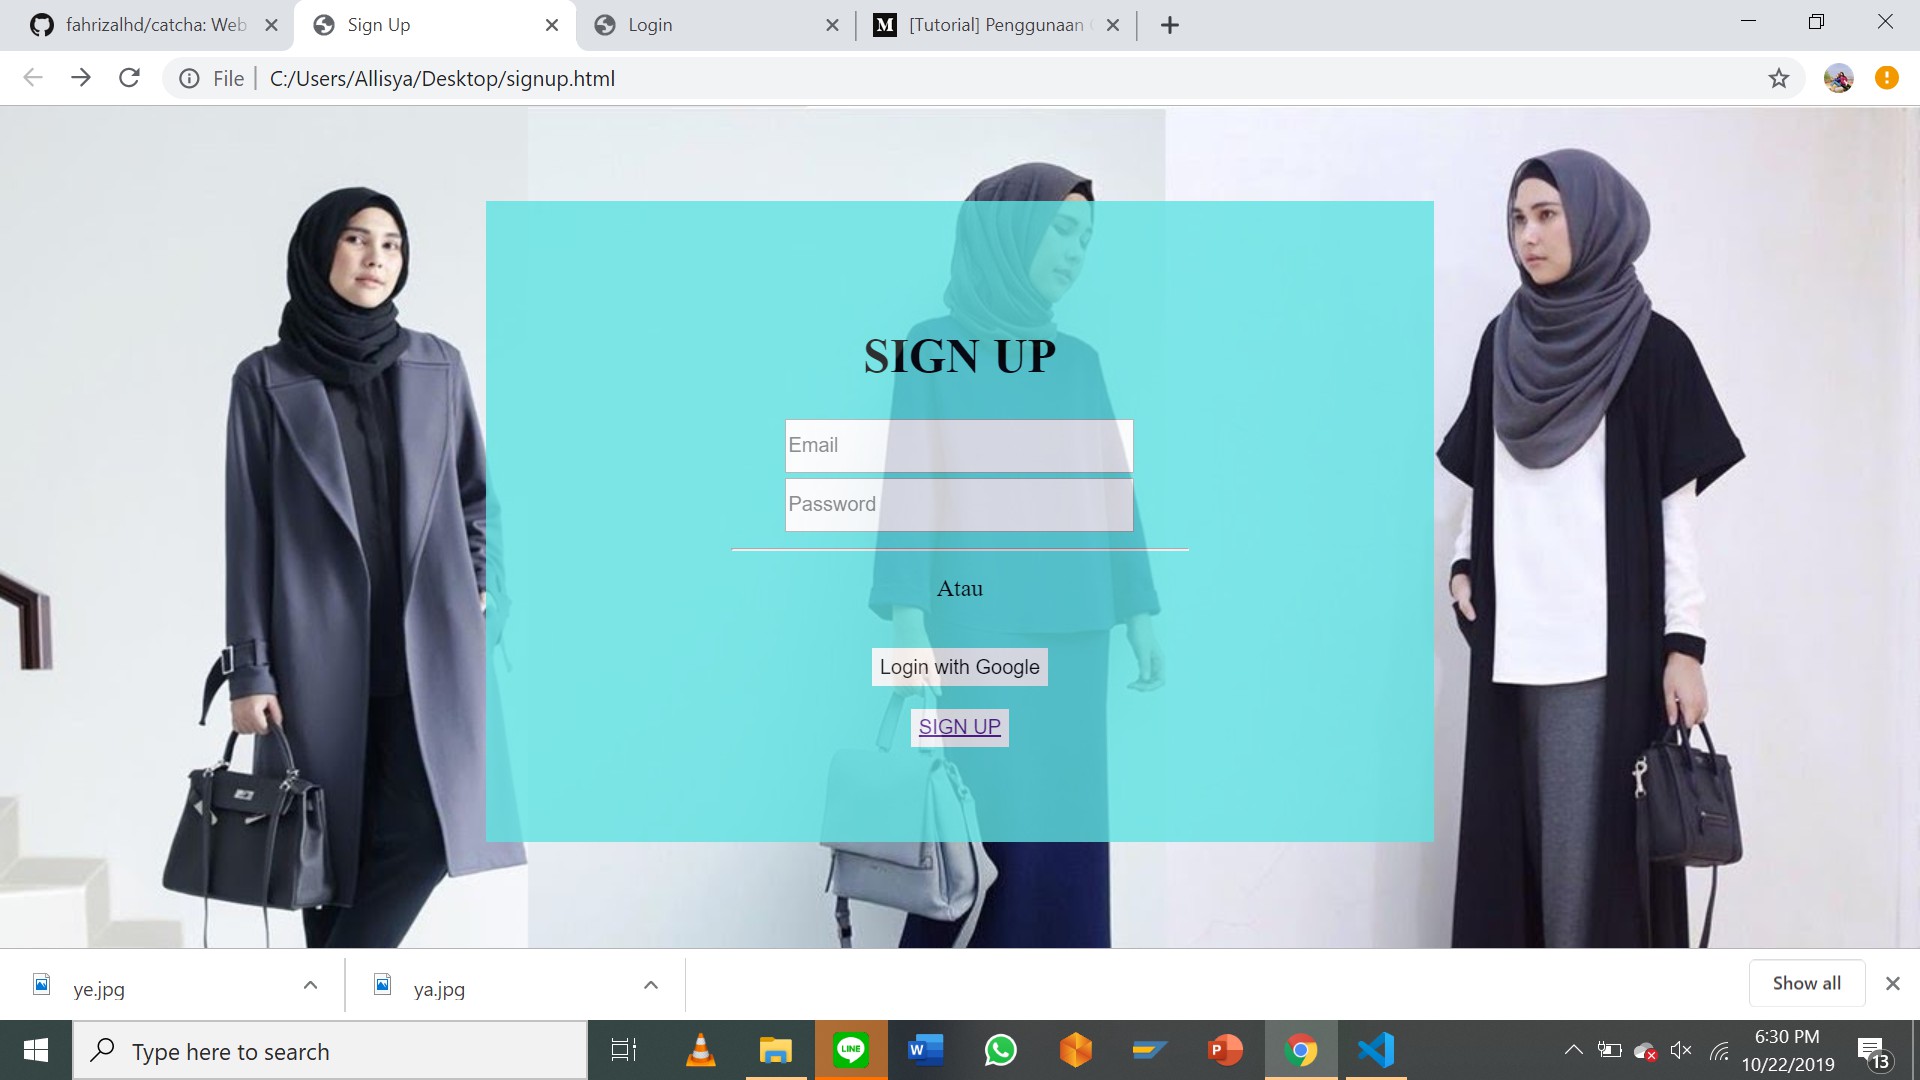 fahrizalhd/catcha: Web
Sign Up
Login
M
[Tutorial] Penggunaan
File
C:/Users/Allisya/Desktop/signup.html
SIGN UP
Email
Password
Atau
Login with Google
SIGN UP
ye.jpg
ya.jpg
Show all
Type here to search
LINE
W
P
6:30 PM
10/22/2019
13